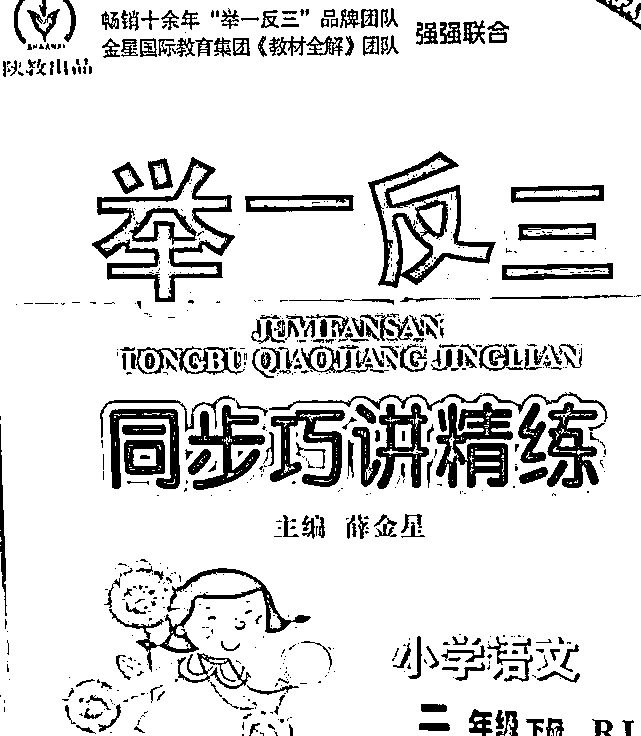 畅销十余年“举一反三”品牌团队
金星国际教育集团《教材全解》团队
强强联合
陕教出品
举一反三
JUYIFANSAN
TONGBU QIAOJIANG JINGLIAN
同步巧讲精练
主编 薛金星
小学语文
二年级下册 RJ